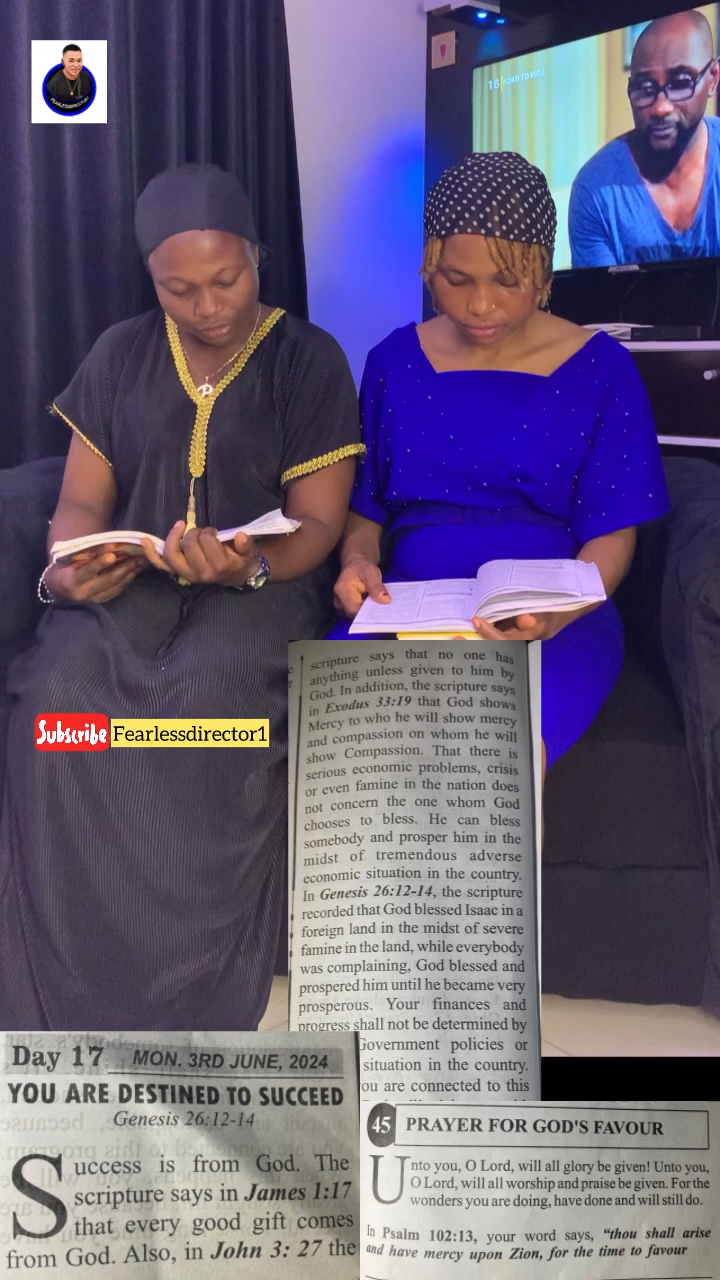 16 ROAD TO HELL
Subscribe Fearlessdirector1
scripture says that no one has
anything unless given to him by
God. In addition, the scripture says
in Exodus 33:19 that God shows
Mercy to who he will show mercy
and compassion on whom he will
show Compassion. That there is
serious economic problems, crisis
or even famine in the nation does
not concern the one whom God
chooses to bless. He can bless
somebody and prosper him in the
midst of tremendous adverse
economic situation in the country.
In Genesis 26:12-14, the scripture
recorded that God blessed Isaac in a
foreign land in the midst of severe
famine in the land, while everybody
was complaining, God blessed and
prospered him until he became very
prosperous. Your finances and
progress shall not be determined by
Government policies or
situation in the country.
ou are connected to this
Day 17 MON. 3RD JUNE, 2024
YOU ARE DESTINED TO SUCCEED
Genesis 26:12-14
Success is from God. The
scripture says in James 1:17
that every good gift comes
from God. Also, in John 3: 27 the
45 PRAYER FOR GOD'S FAVOUR
Unto you, O Lord, will all glory be given! Unto you,
O Lord, will all worship and praise be given. For the
wonders you are doing, have done and will still do.
In Psalm 102:13, your word says, "thou shall arise
and have mercy upon Zion, for the time to favour